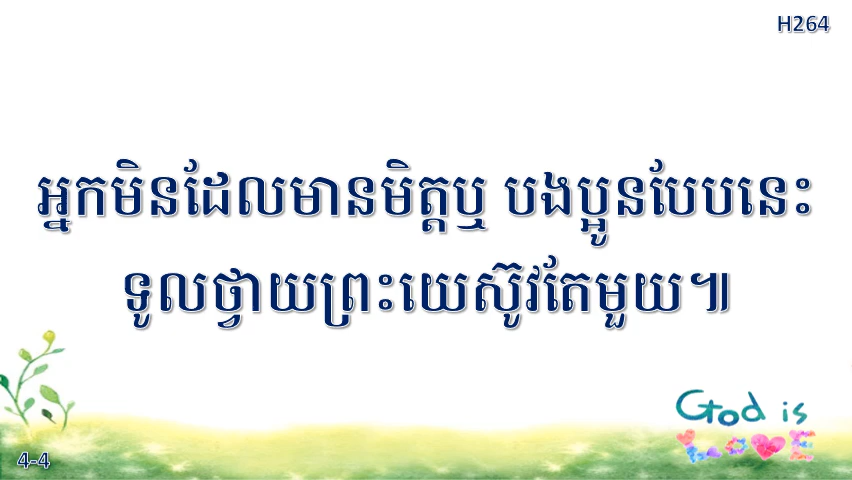 H264
អ្នកមិនដែលមានមិត្តឬ បងប្អូនបែបនេះ
ទូលថ្វាយព្រះយេស៊ូវតែមួយ៕
God is
LOVE
4-4